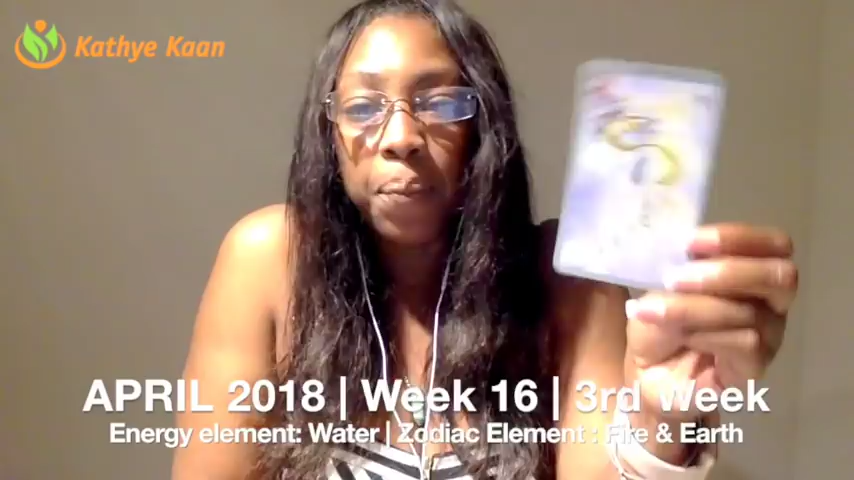 Kathye Kaan
APRIL 2018 | Week 16 | 3rd Week
Energy element: Water | Zodiac Element : Fire & Earth